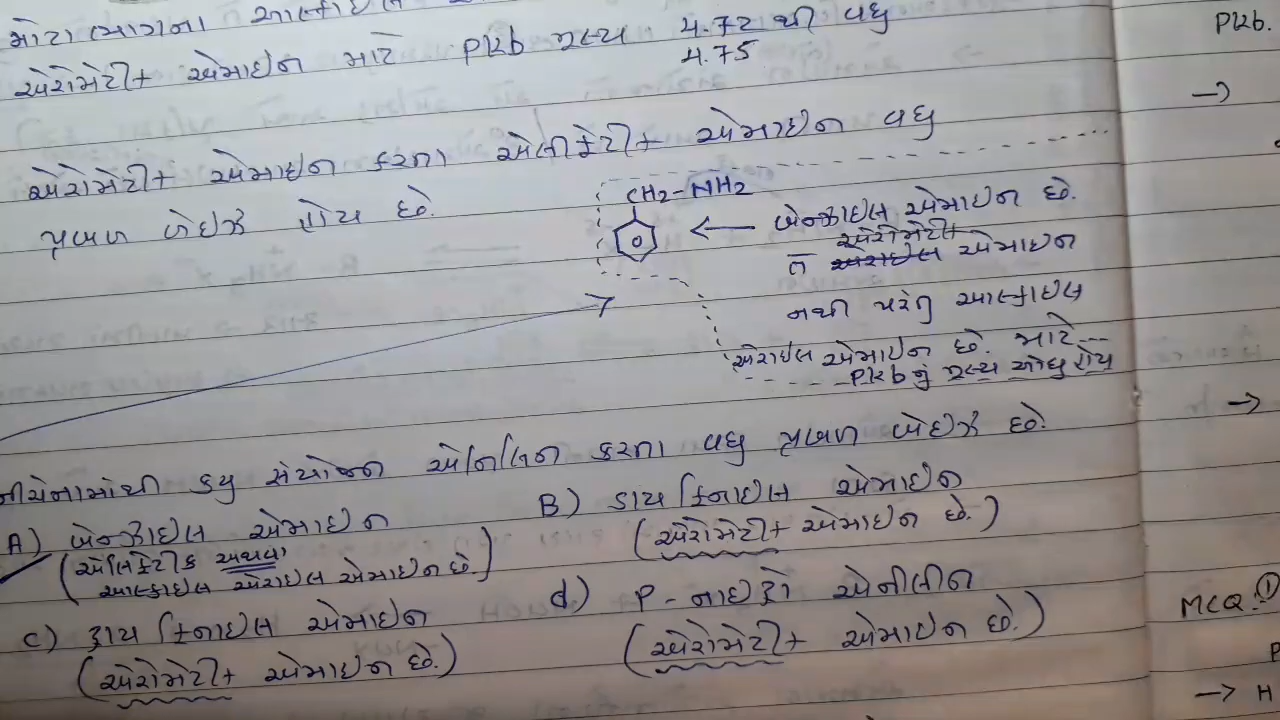 મોટા ભાગના આલ્કાઇલ
એરોમેટીક એમાઇન માટે PKb મૂલ્ય 4.72 થી વધુ
4.75
PKb.
એરોમેટીક એમાઇન કરતા એલીફેટીક એમાઇન વધુ
પ્રબળ બેઇઝ હોય છે.
CH2-NH2
← બેન્ઝાઇલ એમાઇન છે.
તે એરોમેટીક એમાઇન
નથી પરંતુ આલ્કાઇલ
એરાઇલ એમાઇન છે. માટે
PKb નું મૂલ્ય ઓછુ હોય
નીચેનામાંથી કયુ સંયોજન એનિલિન કરતા વધુ પ્રબળ બેઇઝ છે.
A) બેન્ઝાઇલ એમાઇન
(એલિફેટીક અથવા
આલ્કાઇલ એરાઇલ એમાઇન છે.)
B) ડાય ફિનાઇલ એમાઇન
(એરોમેટીક એમાઇન છે.)
C) ટ્રાય ફિનાઇલ એમાઇન
(એરોમેટીક એમાઇન છે.)
d) P-નાઇટ્રો એનીલીન
(એરોમેટીક એમાઇન છે.)
MCQ. ①
P
→ H